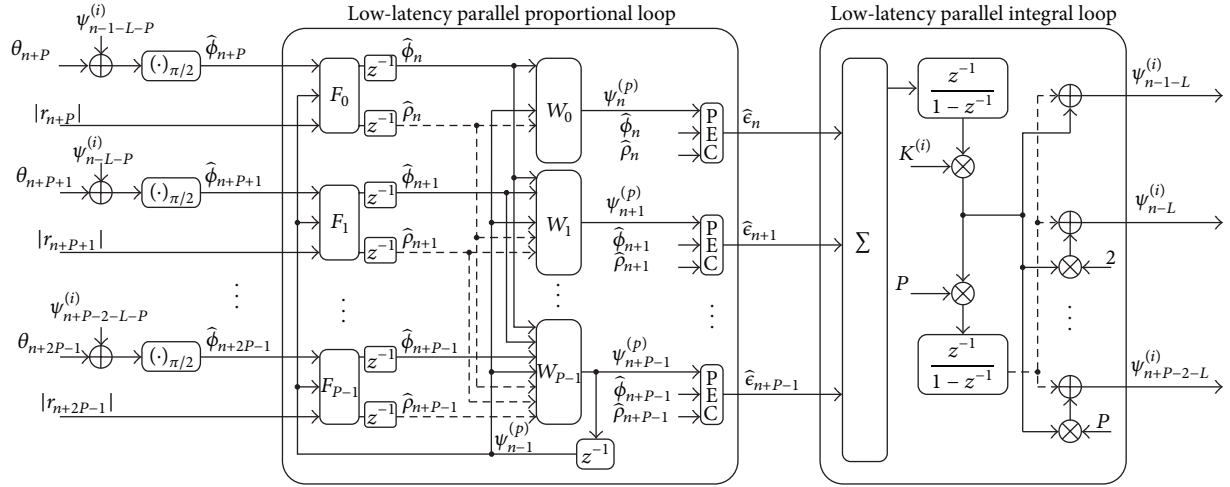 Low-latency parallel proportional loop
Low-latency parallel integral loop
ψ_{n-1-L-P}^{(i)}
θ_{n+P}
(·)_{π/2}
φ̂_{n+P}
|r_{n+P}|
F_0
z^{-1}
φ̂_n
z^{-1}
ρ̂_n
W_0
ψ_n^{(p)}
φ̂_n
ρ̂_n
P
E
C
ε̂_n
ψ_{n-L-P}^{(i)}
θ_{n+P+1}
(·)_{π/2}
φ̂_{n+P+1}
|r_{n+P+1}|
F_1
z^{-1}
φ̂_{n+1}
z^{-1}
ρ̂_{n+1}
W_1
ψ_{n+1}^{(p)}
φ̂_{n+1}
ρ̂_{n+1}
P
E
C
ε̂_{n+1}
⋮
⋮
⋮
⋮
ψ_{n+P-2-L-P}^{(i)}
θ_{n+2P-1}
(·)_{π/2}
φ̂_{n+2P-1}
|r_{n+2P-1}|
F_{P-1}
z^{-1}
φ̂_{n+P-1}
z^{-1}
ρ̂_{n+P-1}
W_{P-1}
ψ_{n+P-1}^{(p)}
φ̂_{n+P-1}
ρ̂_{n+P-1}
P
E
C
ε̂_{n+P-1}
ψ_{n-1}^{(p)}
z^{-1}
Σ
z^{-1}
1 − z^{-1}
K^{(i)}
P
z^{-1}
1 − z^{-1}
ψ_{n-1-L}^{(i)}
ψ_{n-L}^{(i)}
2
⋮
⋮
ψ_{n+P-2-L}^{(i)}
P